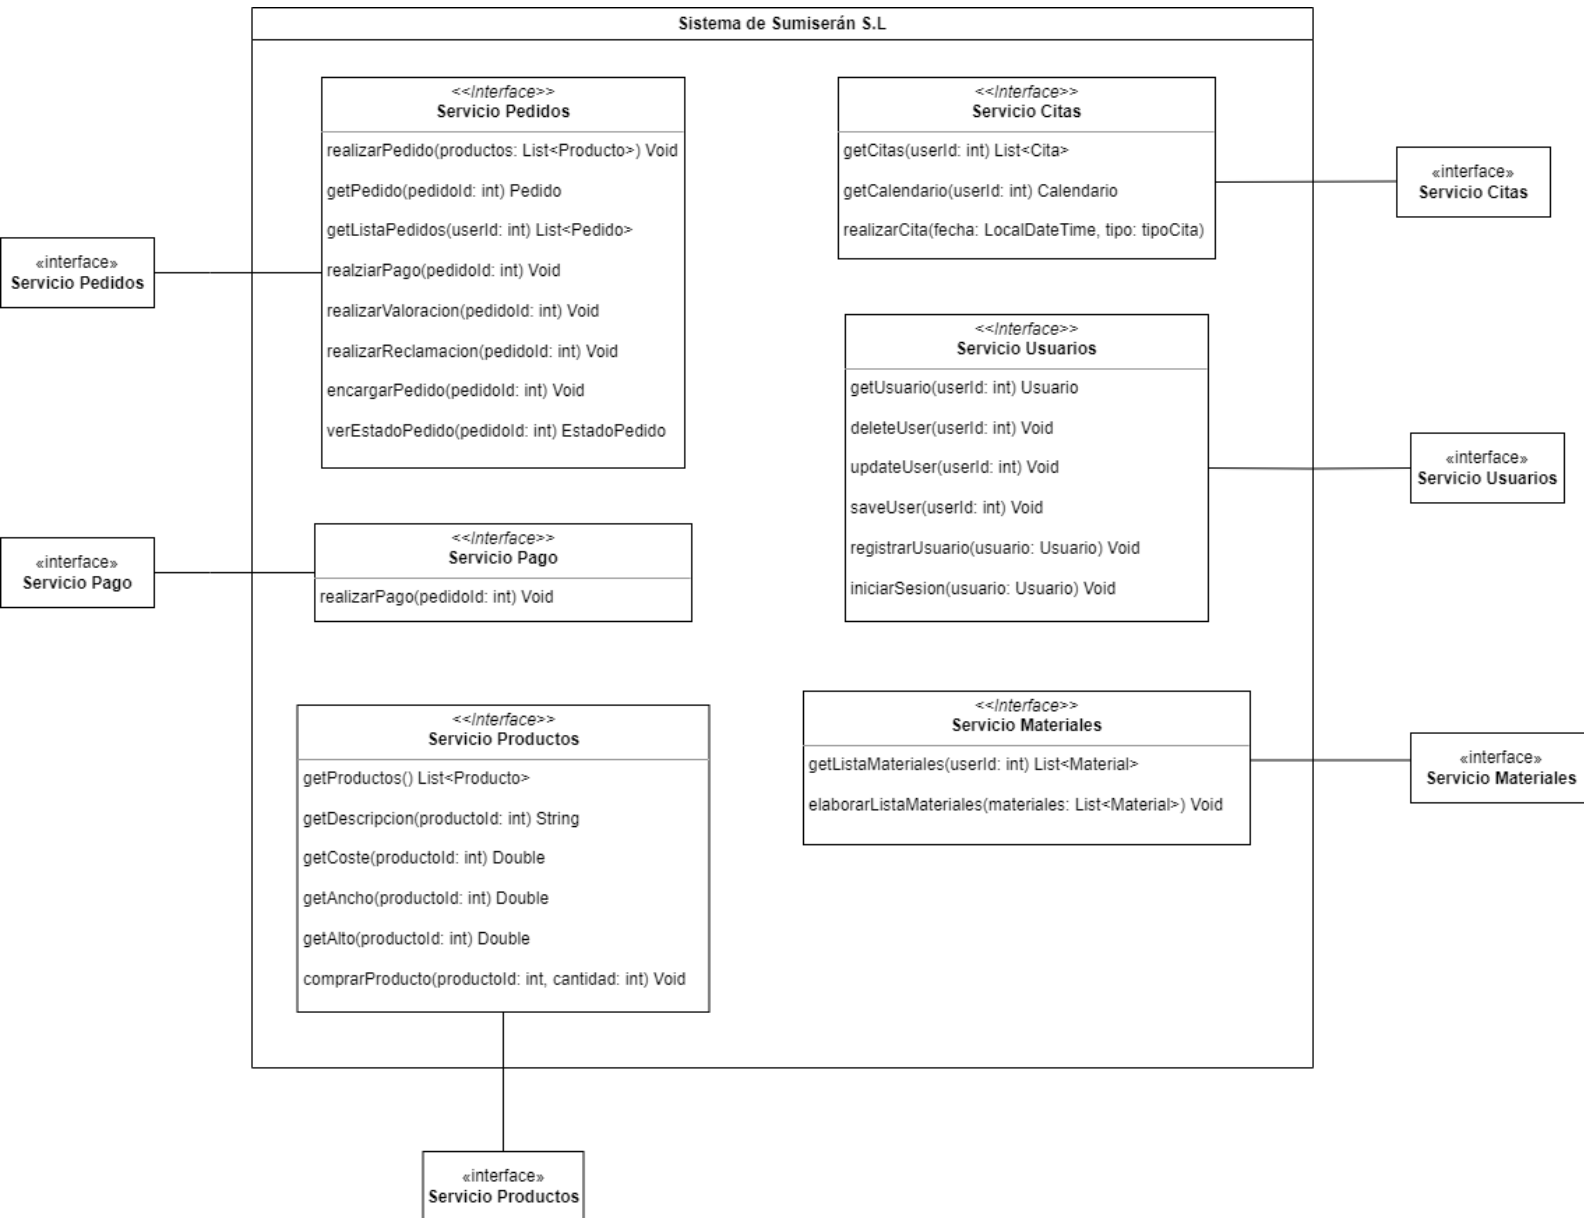 Sistema de Sumiserán S.L
<<Interface>>
Servicio Pedidos
realizarPedido(productos: List<Producto>) Void
getPedido(pedidoId: int) Pedido
getListaPedidos(userId: int) List<Pedido>
realziarPago(pedidoId: int) Void
realizarValoracion(pedidoId: int) Void
realizarReclamacion(pedidoId: int) Void
encargarPedido(pedidoId: int) Void
verEstadoPedido(pedidoId: int) EstadoPedido
<<Interface>>
Servicio Citas
getCitas(userId: int) List<Cita>
getCalendario(userId: int) Calendario
realizarCita(fecha: LocalDateTime, tipo: tipoCita)
«interface»
Servicio Citas
«interface»
Servicio Pedidos
<<Interface>>
Servicio Usuarios
getUsuario(userId: int) Usuario
deleteUser(userId: int) Void
updateUser(userId: int) Void
saveUser(userId: int) Void
registrarUsuario(usuario: Usuario) Void
iniciarSesion(usuario: Usuario) Void
«interface»
Servicio Usuarios
«interface»
Servicio Pago
<<Interface>>
Servicio Pago
realizarPago(pedidoId: int) Void
<<Interface>>
Servicio Productos
getProductos() List<Producto>
getDescripcion(productoId: int) String
getCoste(productoId: int) Double
getAncho(productoId: int) Double
getAlto(productoId: int) Double
comprarProducto(productoId: int, cantidad: int) Void
<<Interface>>
Servicio Materiales
getListaMateriales(userId: int) List<Material>
elaborarListaMateriales(materiales: List<Material>) Void
«interface»
Servicio Materiales
«interface»
Servicio Productos